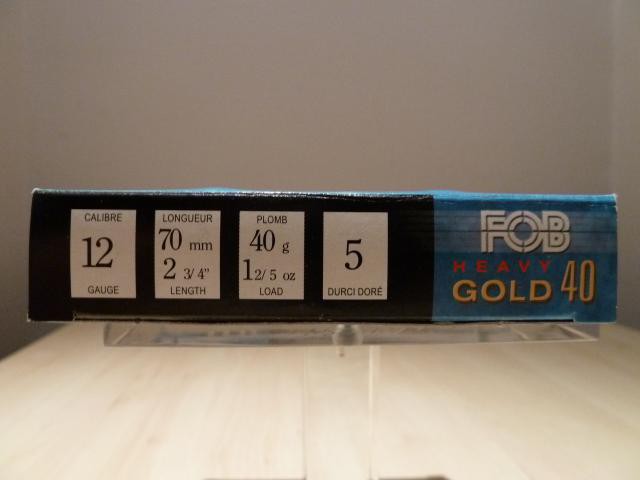 CALIBRE
12
GAUGE
LONGUEUR
70 mm
2 3/4"
LENGTH
PLOMB
40 g
1 2/5 oz
LOAD
5
DURCI DORÉ
FOB
HEAVY
GOLD 40